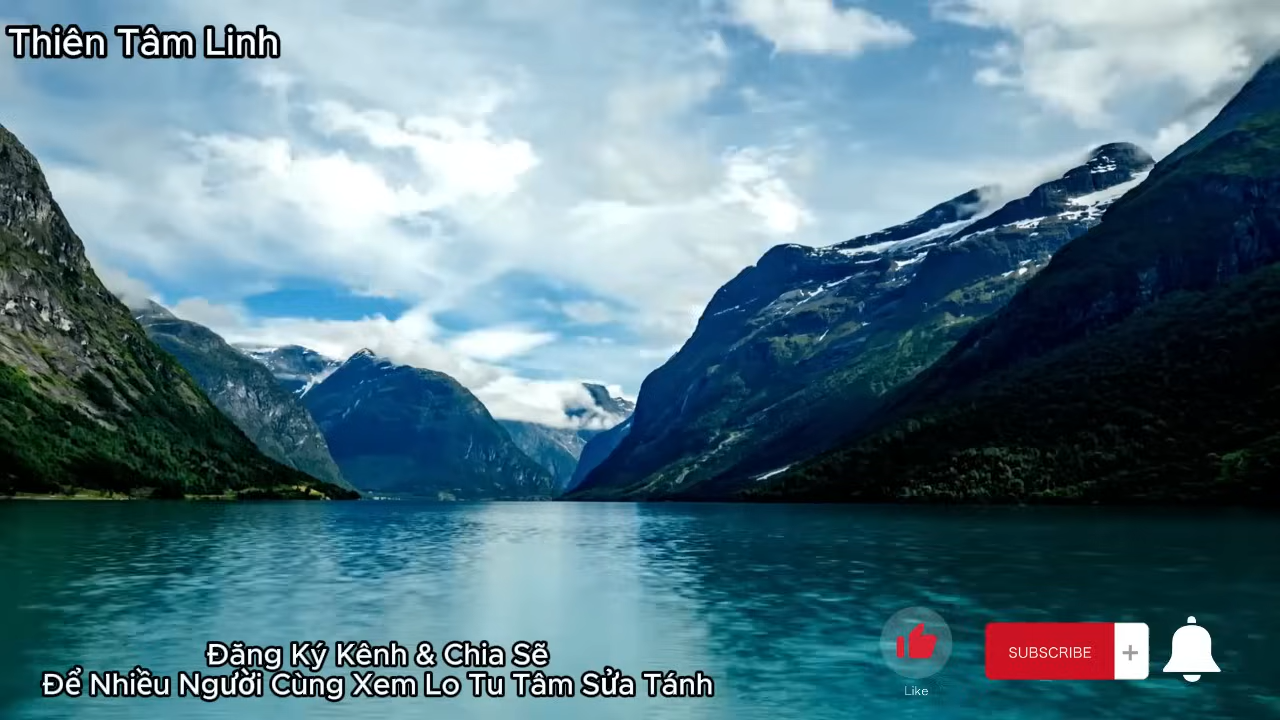 Thiên Tâm Linh
Đăng Ký Kênh & Chia Sẽ
Để Nhiều Người Cùng Xem Lo Tu Tâm Sửa Tánh
Like
SUBSCRIBE